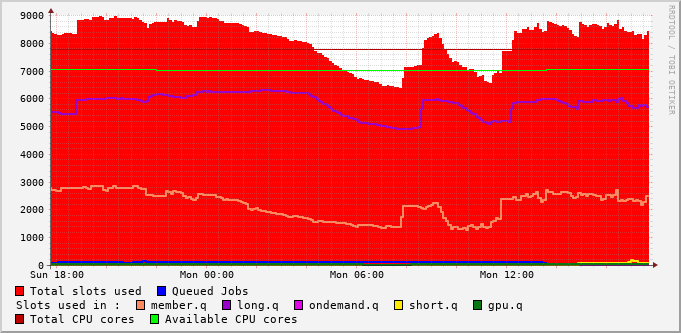 9000
8000
7000
6000
5000
4000
3000
2000
1000
0
Sun 18:00 Mon 00:00 Mon 06:00 Mon 12:00
Total slots used Queued Jobs
Slots used in : member.q long.q ondemand.q short.q gpu.q
Total CPU cores Available CPU cores
RRDTOOL / TOBI OETIKER